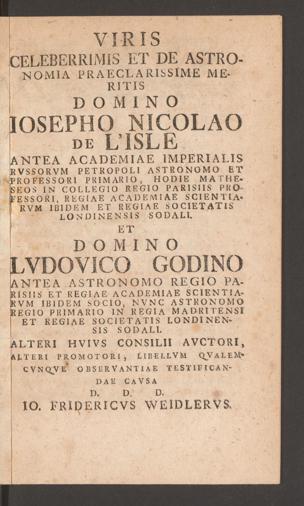 VIRIS
CELEBERRIMIS ET DE ASTRO-
NOMIA PRAECLARISSIME ME-
RITIS
DOMINO
IOSEPHO NICOLAO
DE L'ISLE
ANTEA ACADEMIAE IMPERIALIS
RVSSORVM PETROPOLI ASTRONOMO ET
PROFESSORI PRIMARIO, HODIE MATHE-
SEOS IN COLLEGIO REGIO PARISIIS PRO-
FESSORI, REGIAE ACADEMIAE SCIENTIA-
RVM IBIDEM ET REGIAE SOCIETATIS
LONDINENSIS SODALI.
ET
DOMINO
LVDOVICO GODINO
ANTEA ASTRONOMO REGIO PA-
RISIIS ET REGIAE ACADEMIAE SCIENTIA-
RVM IBIDEM SOCIO, NVNC ASTRONOMO
REGIO PRIMARIO IN REGIA MADRITENSI
ET REGIAE SOCIETATIS LONDINEN-
SIS SODALI.
ALTERI HVIVS CONSILII AVCTORI,
ALTERI PROMOTORI, LIBELLVM QVALEM-
CVNQVE OBSERVANTIAE TESTIFICAN-
DAE CAVSA
D. D. D.
IO. FRIDERICVS WEIDLERVS.